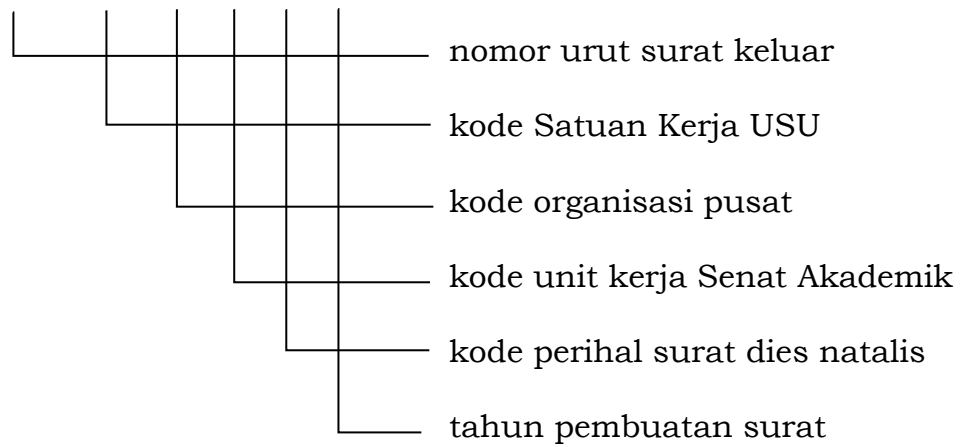 nomor urut surat keluar
kode Satuan Kerja USU
kode organisasi pusat
kode unit kerja Senat Akademik
kode perihal surat dies natalis
tahun pembuatan surat